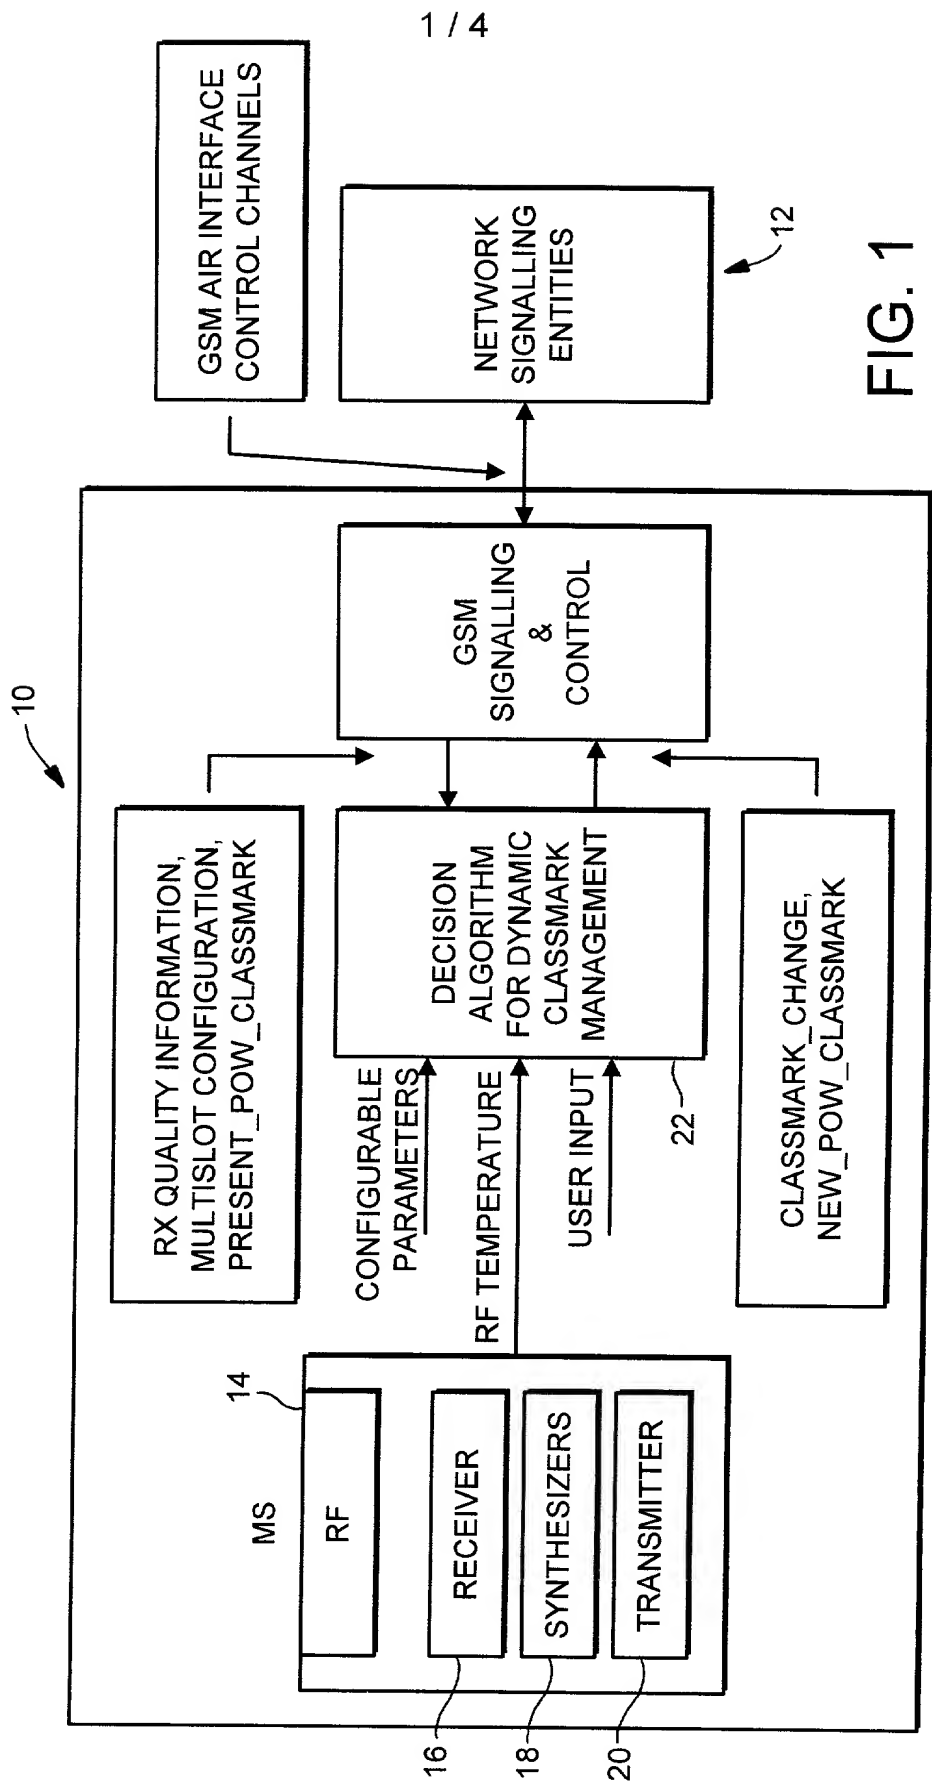 1 / 4
10
MS
14
RF
RECEIVER
SYNTHESIZERS
TRANSMITTER
16
18
20
RX QUALITY INFORMATION,
MULTISLOT CONFIGURATION,
PRESENT_POW_CLASSMARK
CONFIGURABLE
PARAMETERS
RF TEMPERATURE
USER INPUT
22
DECISION
ALGORITHM
FOR DYNAMIC
CLASSMARK
MANAGEMENT
CLASSMARK_CHANGE,
NEW_POW_CLASSMARK
GSM
SIGNALLING
&
CONTROL
GSM AIR INTERFACE
CONTROL CHANNELS
NETWORK
SIGNALLING
ENTITIES
12
FIG. 1